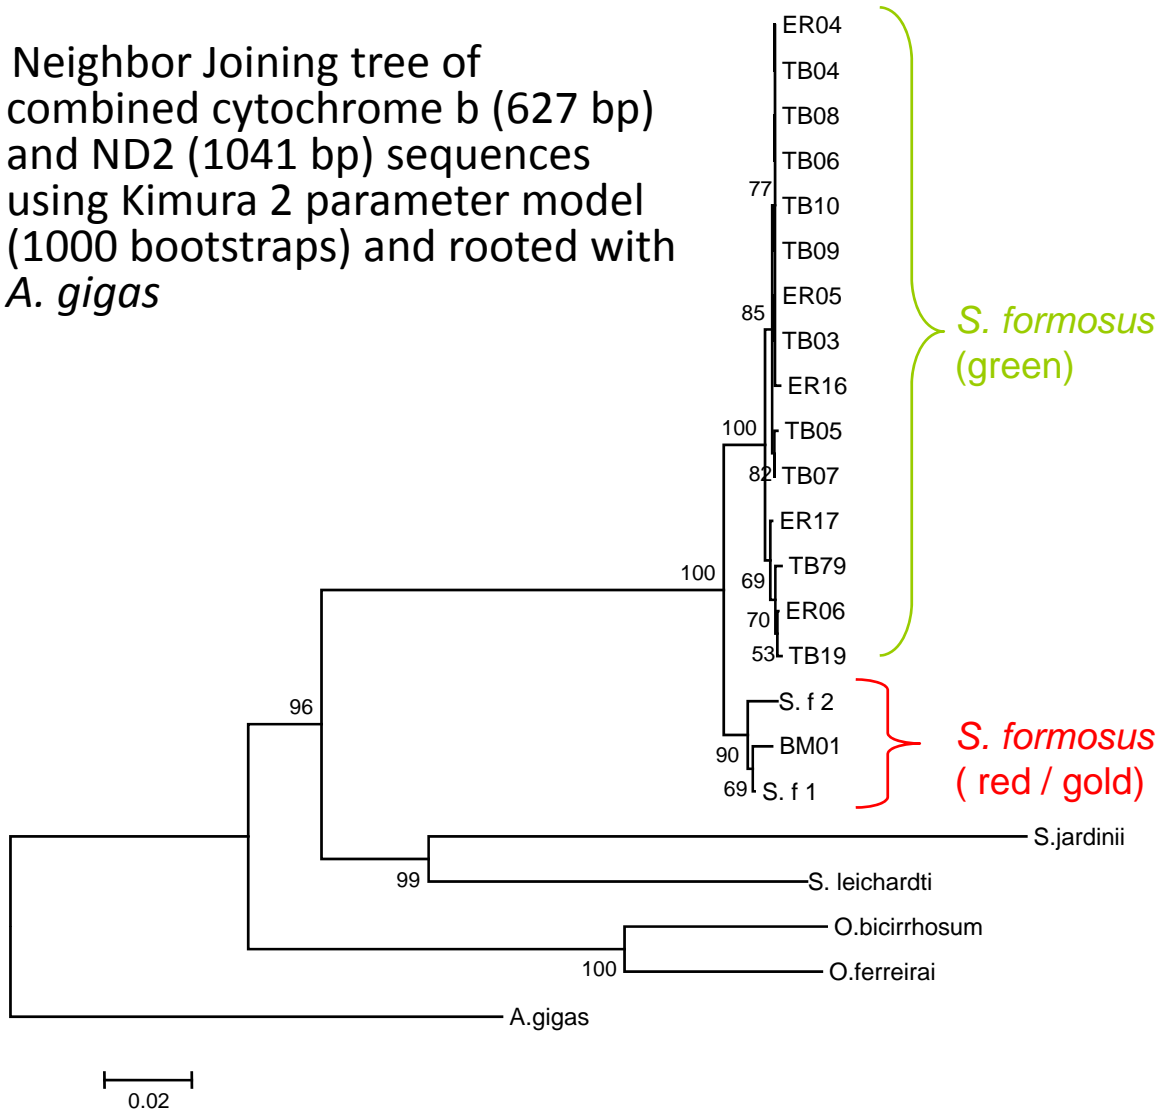 Neighbor Joining tree of
combined cytochrome b (627 bp)
and ND2 (1041 bp) sequences
using Kimura 2 parameter model
(1000 bootstraps) and rooted with
A. gigas
ER04
TB04
TB08
TB06
77
TB10
TB09
ER05
85
TB03
S. formosus
(green)
ER16
100
TB05
82
TB07
ER17
TB79
100
69
ER06
70
TB19
53
S. f 2
96
BM01
90
S. formosus
( red / gold)
S. f 1
69
S.jardinii
S. leichardti
99
O.bicirrhosum
O.ferreirai
100
A.gigas
0.02